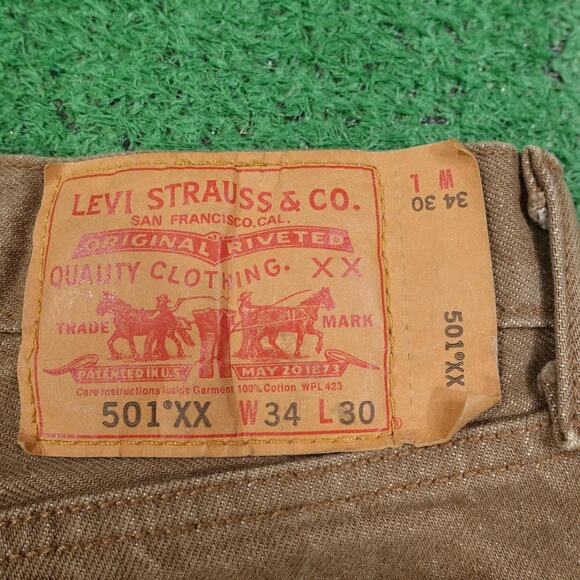 LEVI STRAUSS & CO.
SAN FRANCISCO, CAL.
ORIGINAL RIVETED
QUALITY CLOTHING. XX
TRADE MARK
PATENTED IN U.S. MAY 20 1873
Care Instructions Inside Garment 100% Cotton WPL 423
501®XX W34 L30
®
W L
34 30
501®XX